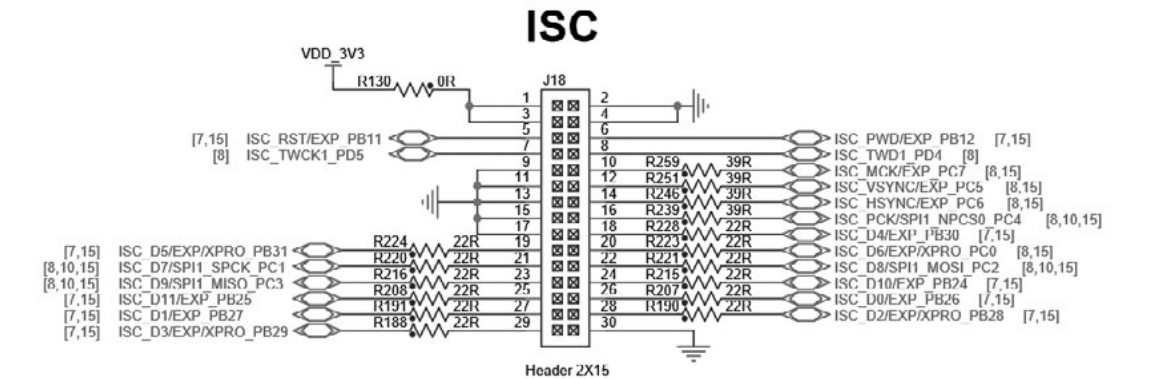 ISC
VDD_3V3
R130 0R
J18
1 2
3 4
[7,15] ISC_RST/EXP_PB11 5 6 ISC_PWD/EXP_PB12 [7,15]
[8] ISC_TWCK1_PD5 7 8 ISC_TWD1_PD4 [8]
9 10 R259 39R ISC_MCK/EXP_PC7 [8,15]
11 12 R251 39R ISC_VSYNC/EXP_PC5 [8,15]
13 14 R246 39R ISC_HSYNC/EXP_PC6 [8,15]
15 16 R239 39R ISC_PCK/SPI1_NPCS0_PC4 [8,10,15]
17 18 R228 22R ISC_D4/EXP_PB30 [7,15]
[7,15] ISC_D5/EXP/XPRO_PB31 R224 22R 19 20 R223 22R ISC_D6/EXP/XPRO_PC0 [8,15]
[8,10,15] ISC_D7/SPI1_SPCK_PC1 R220 22R 21 22 R221 22R ISC_D8/SPI1_MOSI_PC2 [8,10,15]
[8,10,15] ISC_D9/SPI1_MISO_PC3 R216 22R 23 24 R215 22R ISC_D10/EXP_PB24 [7,15]
[7,15] ISC_D11/EXP_PB25 R208 22R 25 26 R207 22R ISC_D0/EXP_PB26 [7,15]
[7,15] ISC_D1/EXP_PB27 R191 22R 27 28 R190 22R ISC_D2/EXP/XPRO_PB28 [7,15]
[7,15] ISC_D3/EXP/XPRO_PB29 R188 22R 29 30
Header 2X15